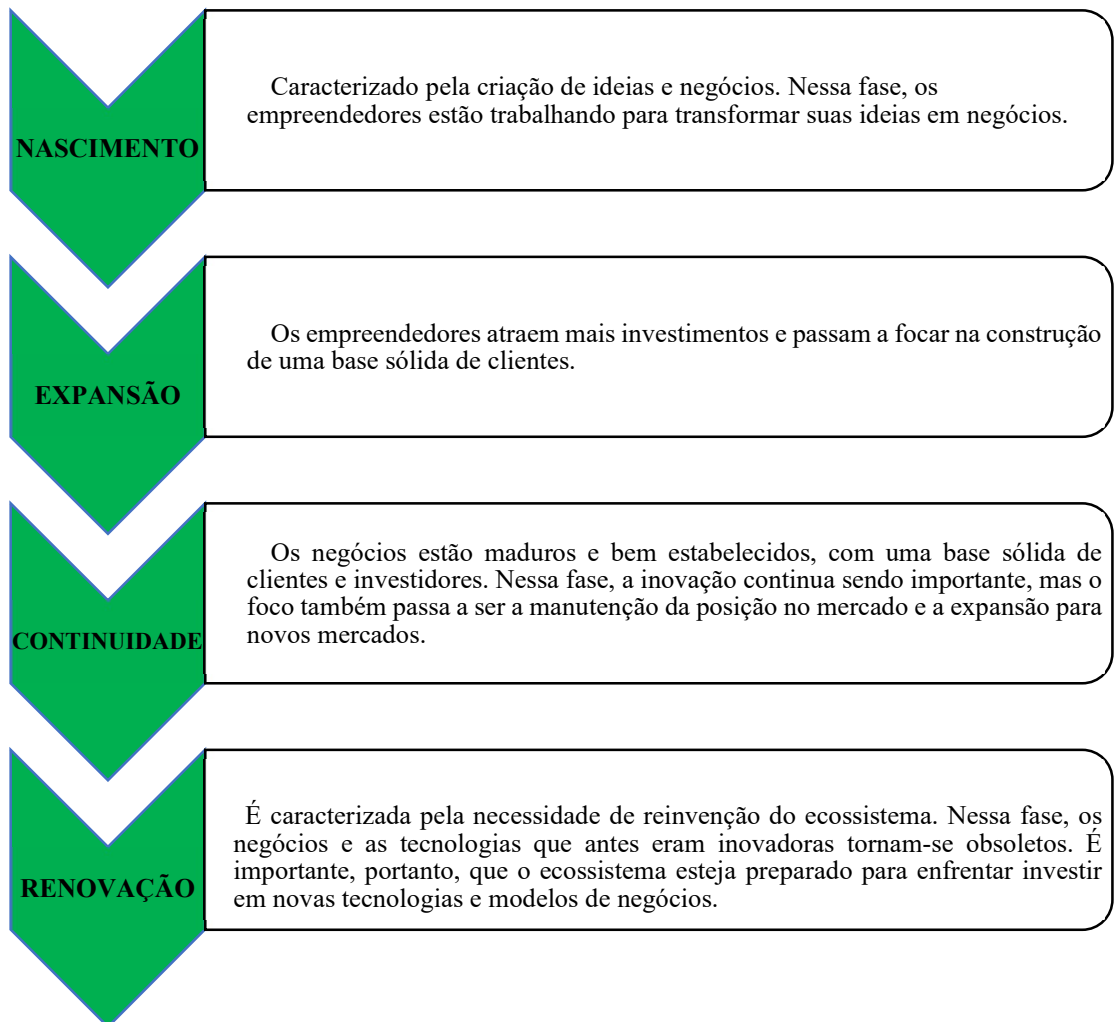 NASCIMENTO
Caracterizado pela criação de ideias e negócios. Nessa fase, os
empreendedores estão trabalhando para transformar suas ideias em negócios.
EXPANSÃO
Os empreendedores atraem mais investimentos e passam a focar na construção
de uma base sólida de clientes.
CONTINUIDADE
Os negócios estão maduros e bem estabelecidos, com uma base sólida de
clientes e investidores. Nessa fase, a inovação continua sendo importante, mas o
foco também passa a ser a manutenção da posição no mercado e a expansão para
novos mercados.
RENOVAÇÃO
É caracterizada pela necessidade de reinvenção do ecossistema. Nessa fase, os
negócios e as tecnologias que antes eram inovadoras tornam-se obsoletos. É
importante, portanto, que o ecossistema esteja preparado para enfrentar investir
em novas tecnologias e modelos de negócios.